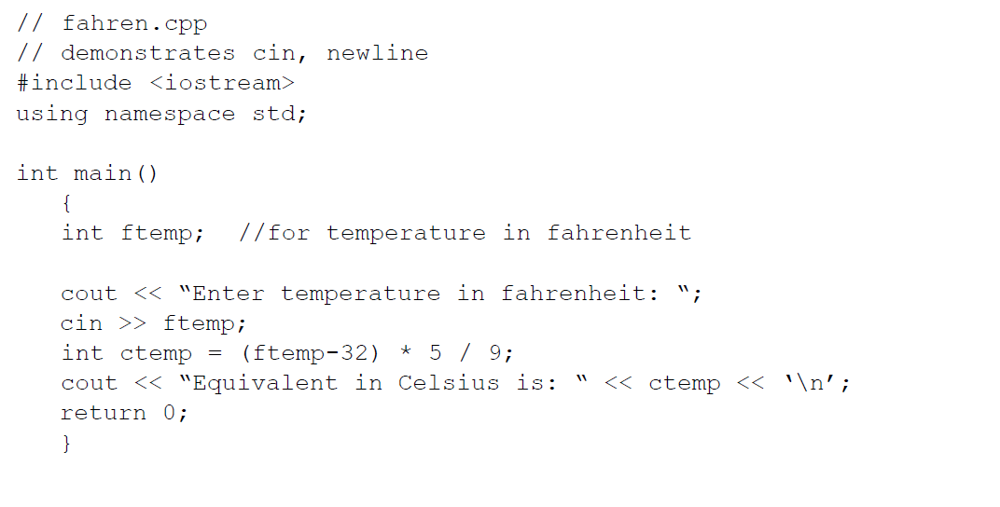 // fahren.cpp
// demonstrates cin, newline
#include <iostream>
using namespace std;
int main()
{
int ftemp; //for temperature in fahrenheit
cout << “Enter temperature in fahrenheit: “;
cin >> ftemp;
int ctemp = (ftemp-32) * 5 / 9;
cout << “Equivalent in Celsius is: “ << ctemp << ‘\n’;
return 0;
}